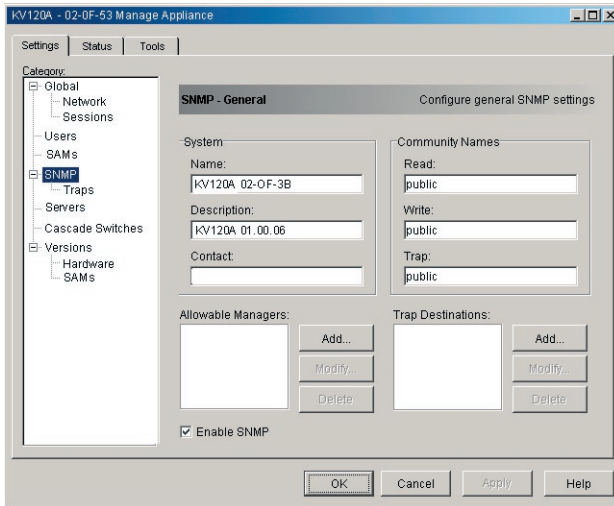 KV120A - 02-0F-53 Manage Appliance
Settings
Status
Tools
Category:
Global
Network
Sessions
Users
SAMs
SNMP
Traps
Servers
Cascade Switches
Versions
Hardware
SAMs
SNMP - General
Configure general SNMP settings
System
Name:
KV120A 02-OF-3B
Description:
KV120A 01.00.06
Contact:
Community Names
Read:
public
Write:
public
Trap:
public
Allowable Managers:
Add...
Modify...
Delete
Trap Destinations:
Add...
Modify...
Delete
Enable SNMP
OK
Cancel
Apply
Help